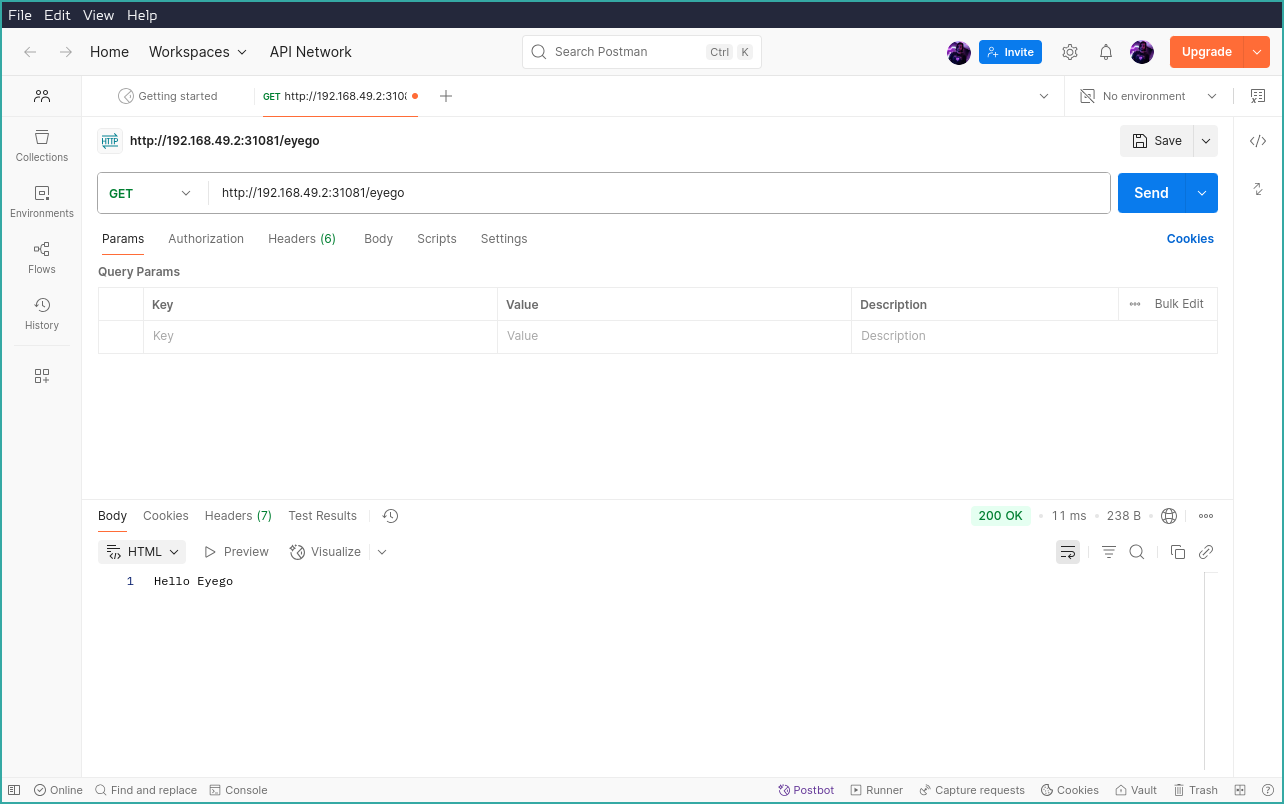 File Edit View Help
Home Workspaces API Network Search Postman Ctrl K Invite Upgrade
Getting started GET http://192.168.49.2:310 No environment
HTTP http://192.168.49.2:31081/eyego Save
Collections
GET http://192.168.49.2:31081/eyego Send
Environments
Params Authorization Headers (6) Body Scripts Settings Cookies
Flows
Query Params
Key Value Description Bulk Edit
History
Key Value Description
Body Cookies Headers (7) Test Results 200 OK 11 ms 238 B
HTML Preview Visualize
1 Hello Eyego
Online Find and replace Console Postbot Runner Capture requests Cookies Vault Trash